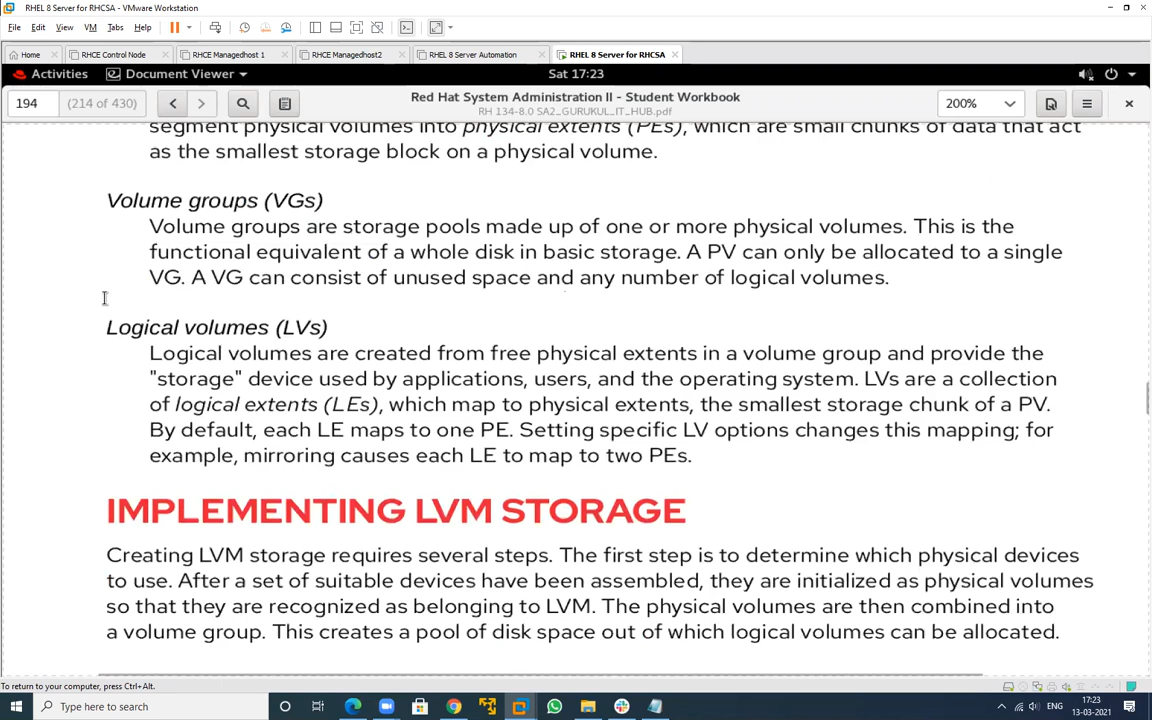 RHEL 8 Server for RHCSA - VMware Workstation
File Edit View VM Tabs Help
Home RHCE Control Node RHCE Managedhost 1 RHCE Managedhost2 RHEL 8 Server Automation RHEL 8 Server for RHCSA
Activities Document Viewer Sat 17:23
194 (214 of 430) Red Hat System Administration II - Student Workbook 200%
RH 134-8.0 SA2_GURUKUL_IT_HUB.pdf
segment physical volumes into physical extents (PEs), which are small chunks of data that act
as the smallest storage block on a physical volume.
Volume groups (VGs)
Volume groups are storage pools made up of one or more physical volumes. This is the
functional equivalent of a whole disk in basic storage. A PV can only be allocated to a single
VG. A VG can consist of unused space and any number of logical volumes.
Logical volumes (LVs)
Logical volumes are created from free physical extents in a volume group and provide the
"storage" device used by applications, users, and the operating system. LVs are a collection
of logical extents (LEs), which map to physical extents, the smallest storage chunk of a PV.
By default, each LE maps to one PE. Setting specific LV options changes this mapping; for
example, mirroring causes each LE to map to two PEs.
IMPLEMENTING LVM STORAGE
Creating LVM storage requires several steps. The first step is to determine which physical devices
to use. After a set of suitable devices have been assembled, they are initialized as physical volumes
so that they are recognized as belonging to LVM. The physical volumes are then combined into
a volume group. This creates a pool of disk space out of which logical volumes can be allocated.
To return to your computer, press Ctrl+Alt.
Type here to search
ENG
17:23
13-03-2021